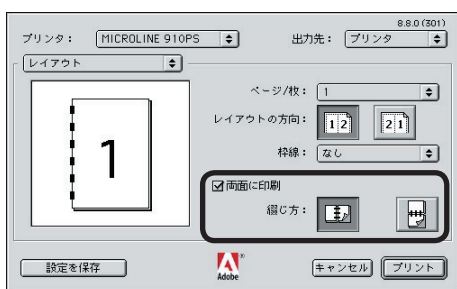 8.8.0 (301)
プリンタ： MICROLINE 910PS 出力先： プリンタ
レイアウト
ページ/枚： 1
レイアウトの方向： 1 2 2 1
枠線： なし
1
両面に印刷
綴じ方：
設定を保存 Adobe キャンセル プリント